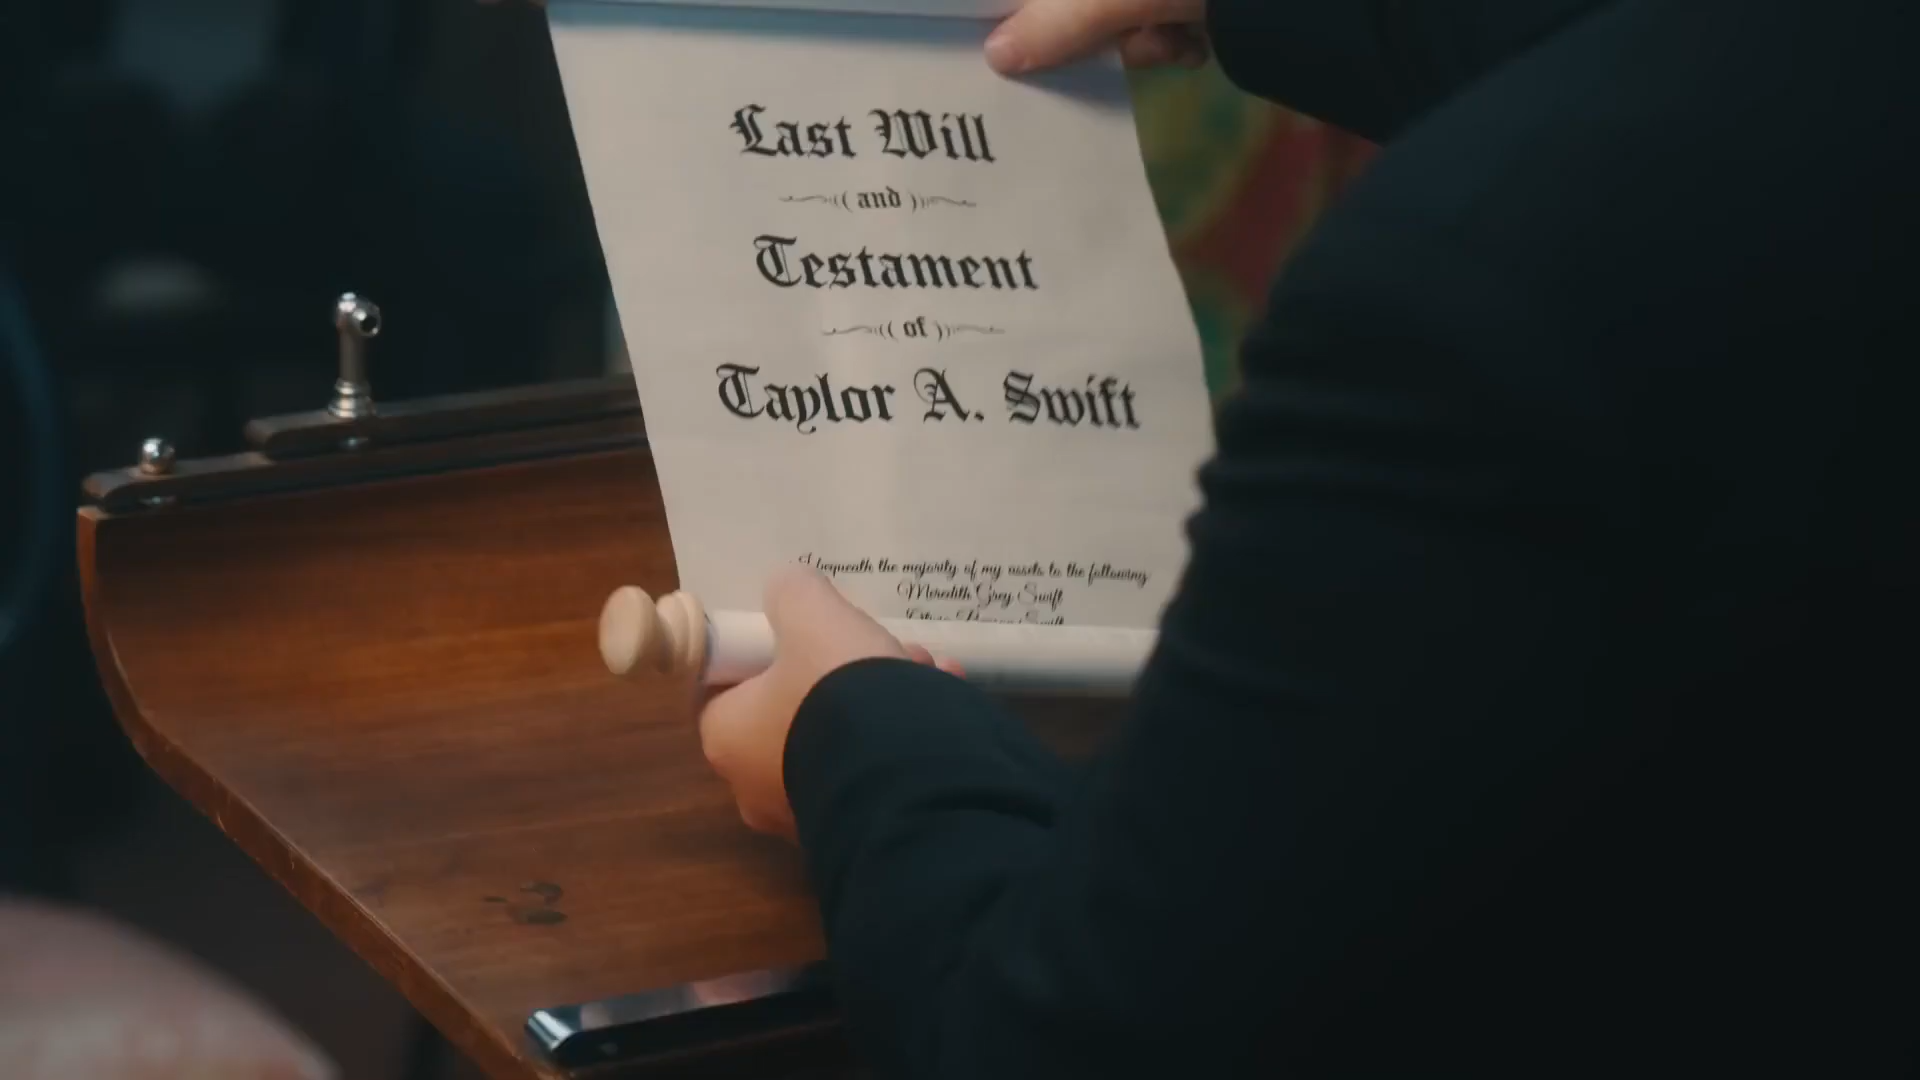 Last Will
and
Testament
of
Taylor A. Swift
I bequeath the majority of my assets to the following
Meredith Grey Swift
Swift